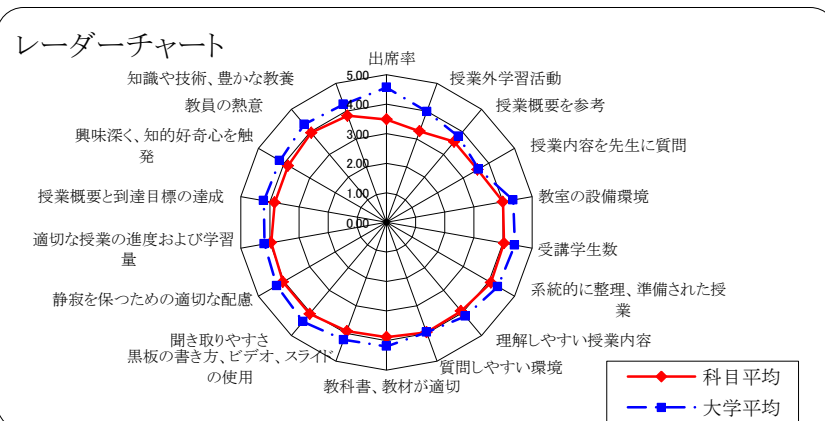 レーダーチャート
出席率
授業外学習活動
授業概要を参考
授業内容を先生に質問
教室の設備環境
受講学生数
系統的に整理、準備された授
業
理解しやすい授業内容
質問しやすい環境
教科書、教材が適切
黒板の書き方、ビデオ、スライド
の使用
聞き取りやすさ
静寂を保つための適切な配慮
適切な授業の進度および学習
量
授業概要と到達目標の達成
興味深く、知的好奇心を触
発
教員の熱意
知識や技術、豊かな教養
5.00
4.00
3.00
2.00
1.00
0.00
科目平均
大学平均